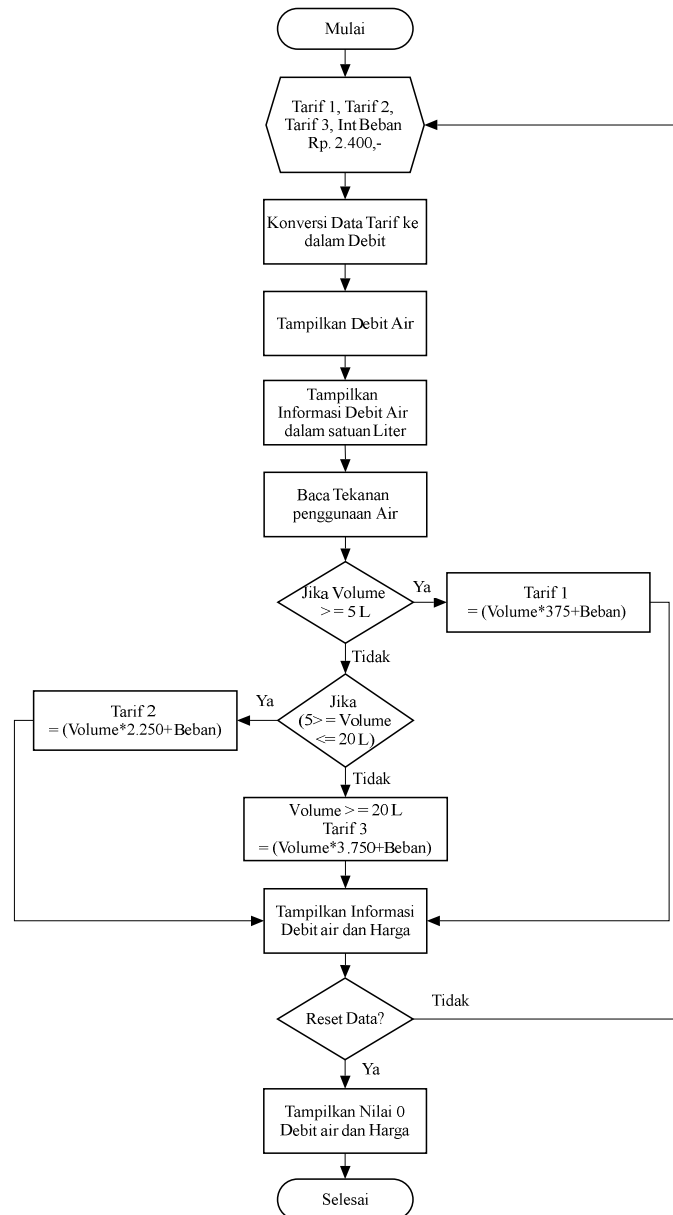 Mulai
Tarif 1, Tarif 2,
Tarif 3, Int Beban
Rp. 2.400,-
Konversi Data Tarif ke
dalam Debit
Tampilkan Debit Air
Tampilkan
Informasi Debit Air
dalam satuan Liter
Baca Tekanan
penggunaan Air
Jika Volume
>= 5 L
Ya
Tarif 1
= (Volume*375+Beban)
Tidak
Jika
(5>= Volume
<= 20 L)
Ya
Tarif 2
= (Volume*2.250+Beban)
Tidak
Volume >= 20 L
Tarif 3
= (Volume*3.750+Beban)
Tampilkan Informasi
Debit air dan Harga
Reset Data?
Tidak
Ya
Tampilkan Nilai 0
Debit air dan Harga
Selesai